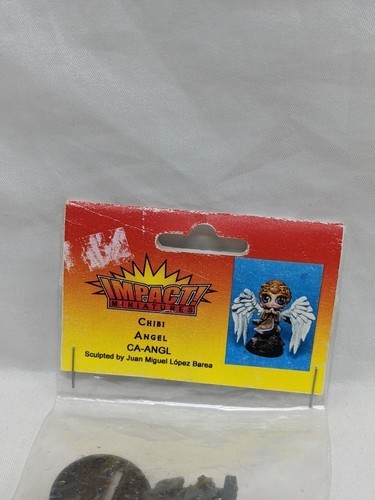 IMPACT!
MINIATURES
CHIBI
ANGEL
CA-ANGL
Sculpted by Juan Miguel López Barea